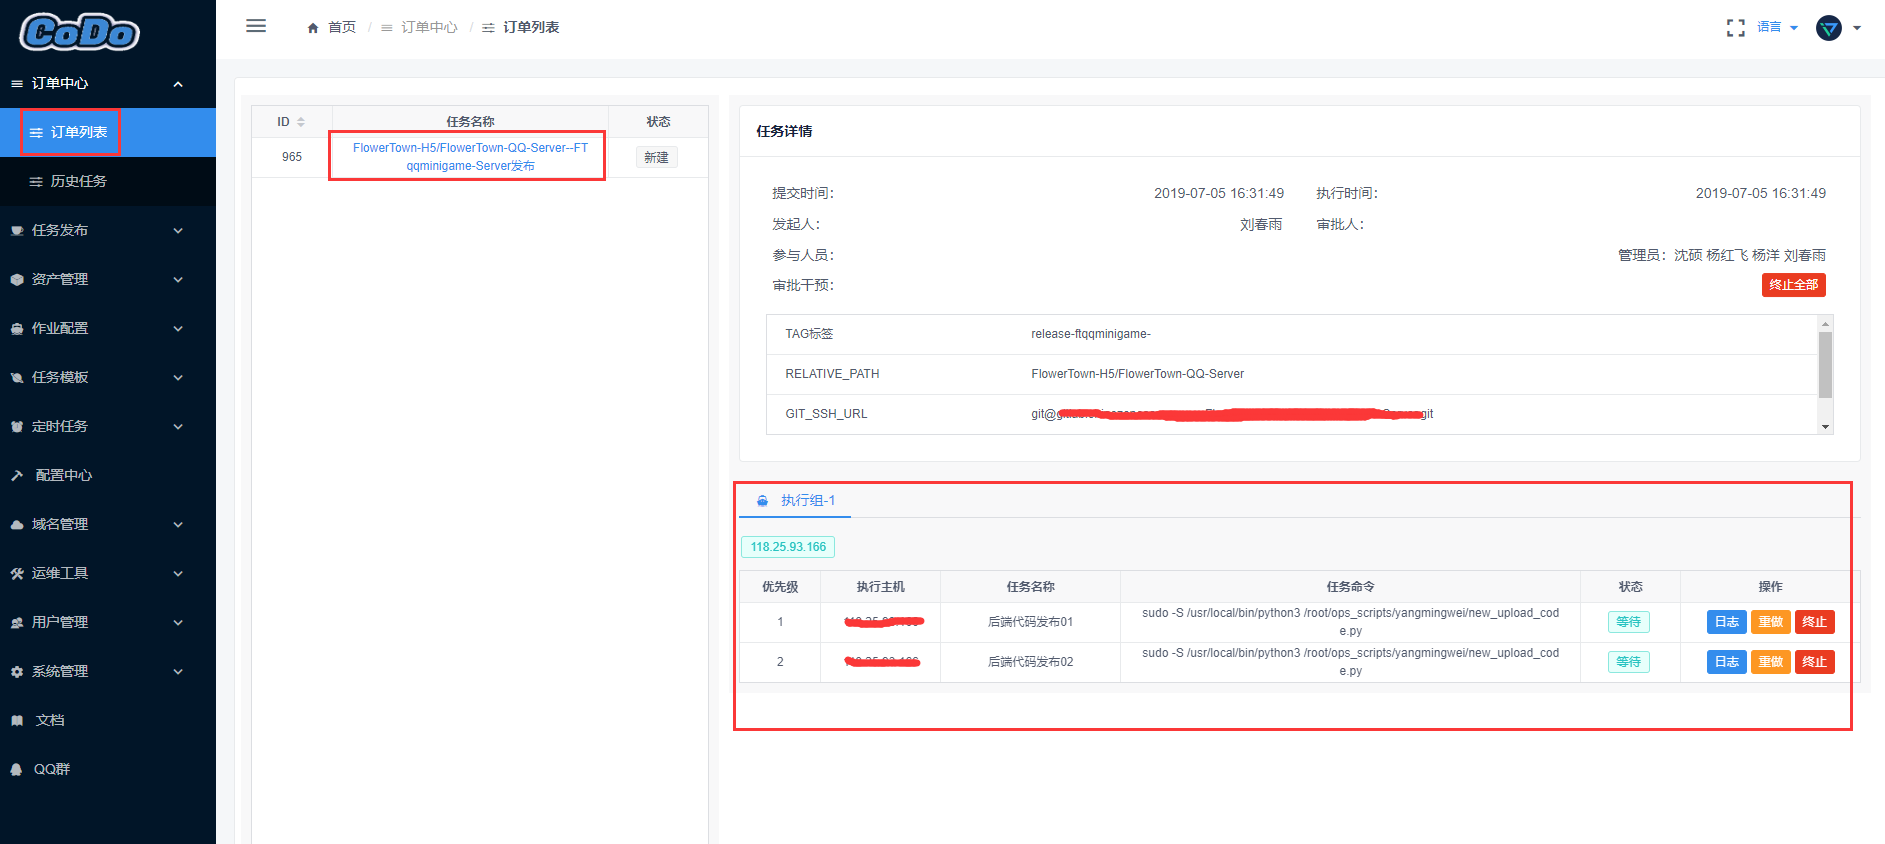 CoDo
订单中心
订单列表
历史任务
任务发布
资产管理
作业配置
任务模板
定时任务
配置中心
域名管理
运维工具
用户管理
系统管理
文档
QQ群
首页 / 订单中心 / 订单列表
语言
ID 任务名称 状态
965 FlowerTown-H5/FlowerTown-QQ-Server--FT 新建
qqminigame-Server发布
任务详情
提交时间: 2019-07-05 16:31:49 执行时间: 2019-07-05 16:31:49
发起人: 刘春雨 审批人:
参与人员: 管理员：沈硕 杨红飞 杨洋 刘春雨
审批干预: 终止全部
TAG标签 release-ftqqminigame-
RELATIVE_PATH FlowerTown-H5/FlowerTown-QQ-Server
GIT_SSH_URL git@ git
执行组-1
118.25.93.166
优先级 执行主机 任务名称 任务命令 状态 操作
1 后端代码发布01 sudo -S /usr/local/bin/python3 /root/ops_scripts/yangmingwei/new_upload_cod 等待 日志 重做 终止
e.py
2 后端代码发布02 sudo -S /usr/local/bin/python3 /root/ops_scripts/yangmingwei/new_upload_cod 等待 日志 重做 终止
e.py